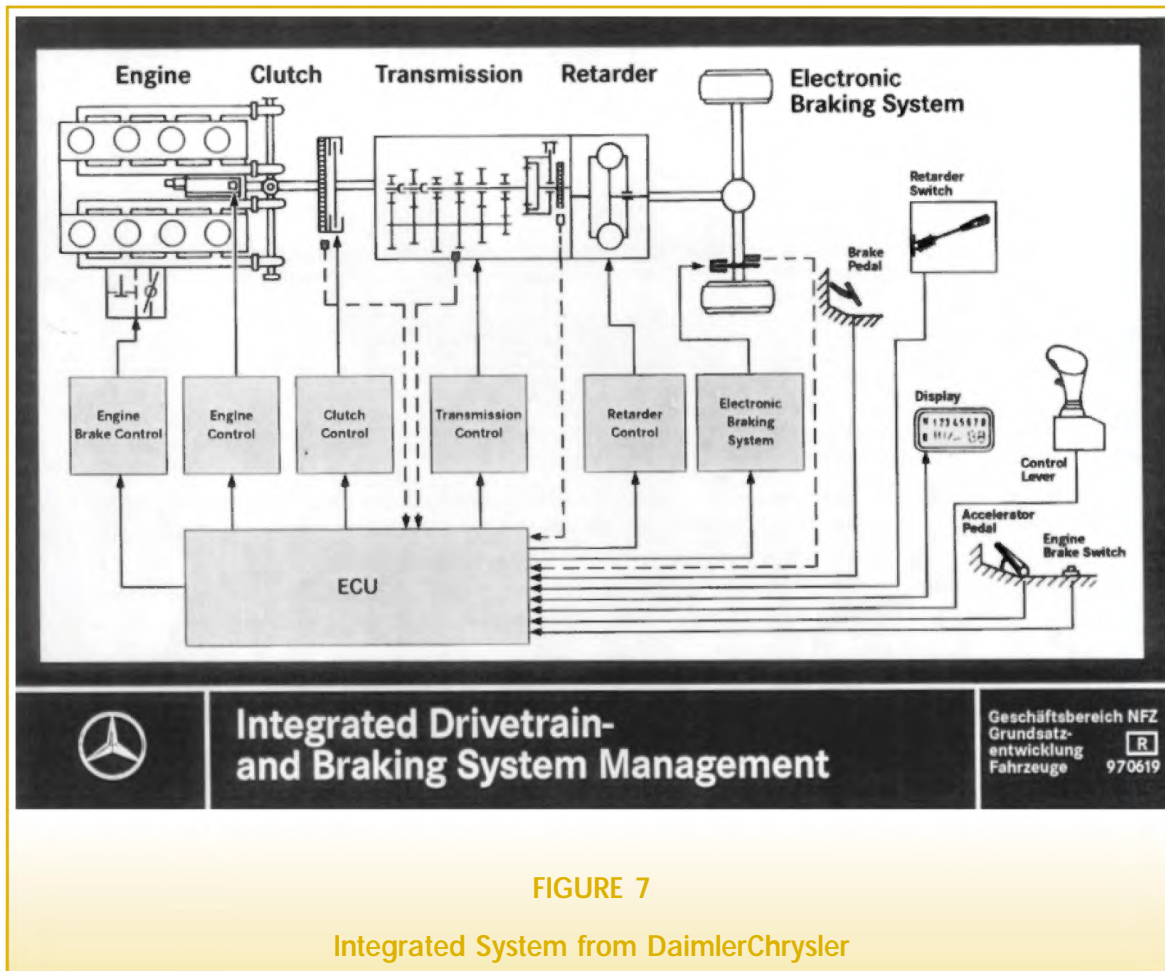 Engine
Clutch
Transmission
Retarder
Electronic
Braking System
Retarder
Switch
Brake
Pedal
Engine
Brake Control
Engine
Control
Clutch
Control
Transmission
Control
Retarder
Control
Electronic
Braking
System
Display
Control
Lever
Accelerator
Pedal
Engine
Brake Switch
ECU
Integrated Drivetrain-
and Braking System Management
Geschäftsbereich NFZ
Grundsatz-
entwicklung
R
Fahrzeuge 970619
FIGURE 7
Integrated System from DaimlerChrysler